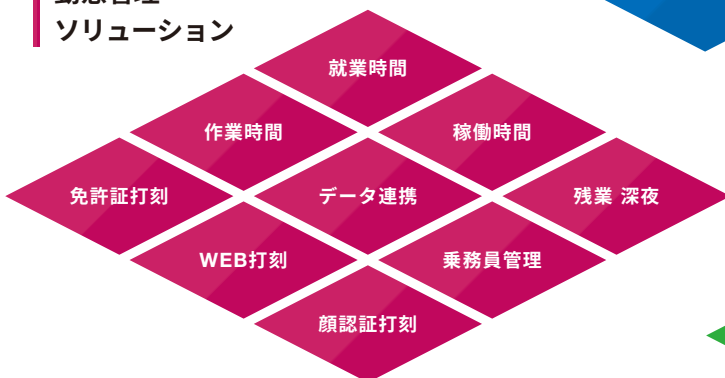 ソリューション
就業時間
作業時間
稼働時間
免許証打刻
データ連携
残業 深夜
WEB打刻
乗務員管理
顔認証打刻